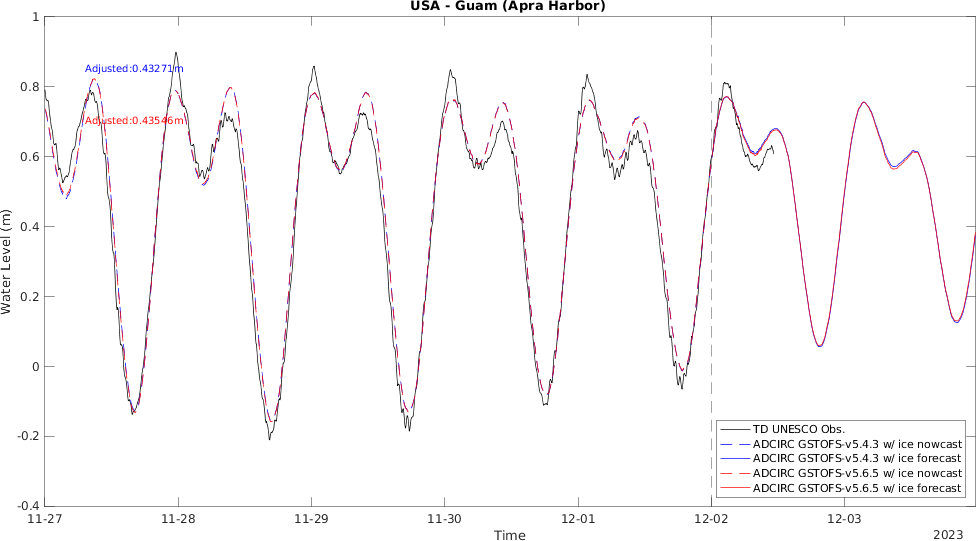 USA - Guam (Apra Harbor)
1
0.8
0.6
0.4
0.2
0
-0.2
-0.4
Water Level (m)
Adjusted:0.43271m
Adjusted:0.43546m
TD UNESCO Obs.
ADCIRC GSTOFS-v5.4.3 w/ ice nowcast
ADCIRC GSTOFS-v5.4.3 w/ ice forecast
ADCIRC GSTOFS-v5.6.5 w/ ice nowcast
ADCIRC GSTOFS-v5.6.5 w/ ice forecast
11-27 11-28 11-29 11-30 12-01 12-02 12-03
Time
2023